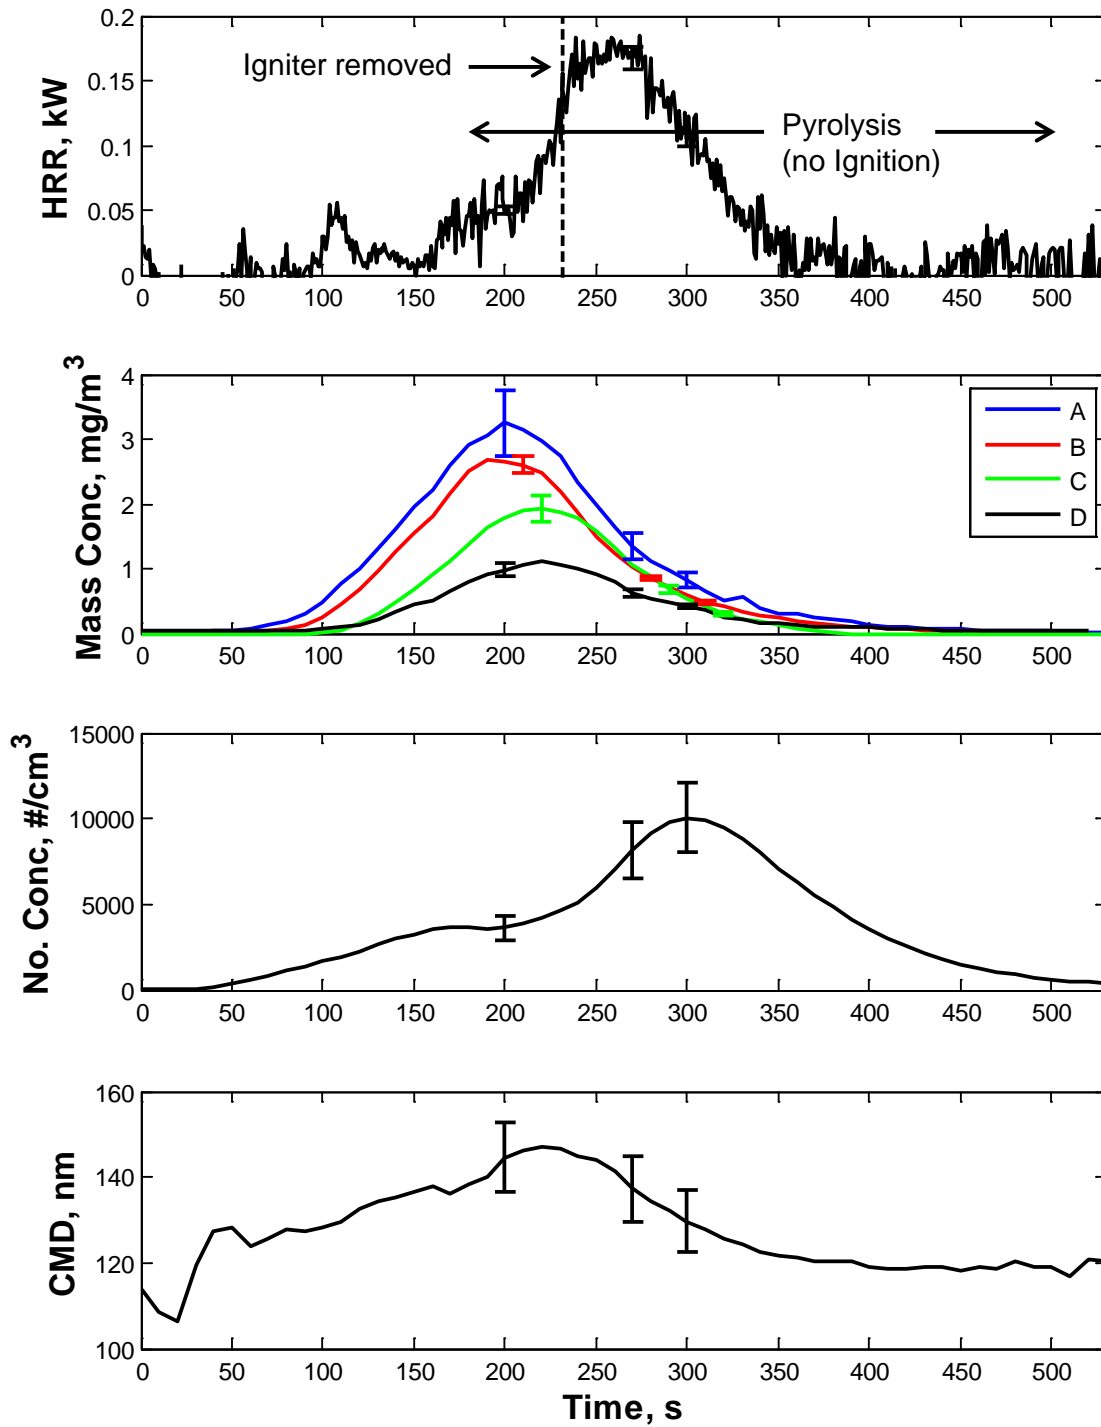 0.2
0.15
0.1
0.05
0
HRR, kW
Igniter removed
Pyrolysis
(no Ignition)
0 50 100 150 200 250 300 350 400 450 500
4
3
2
1
0
Mass Conc, mg/m³
A
B
C
D
0 50 100 150 200 250 300 350 400 450 500
15000
10000
5000
0
No. Conc, #/cm³
0 50 100 150 200 250 300 350 400 450 500
160
140
120
100
CMD, nm
0 50 100 150 200 250 300 350 400 450 500
Time, s